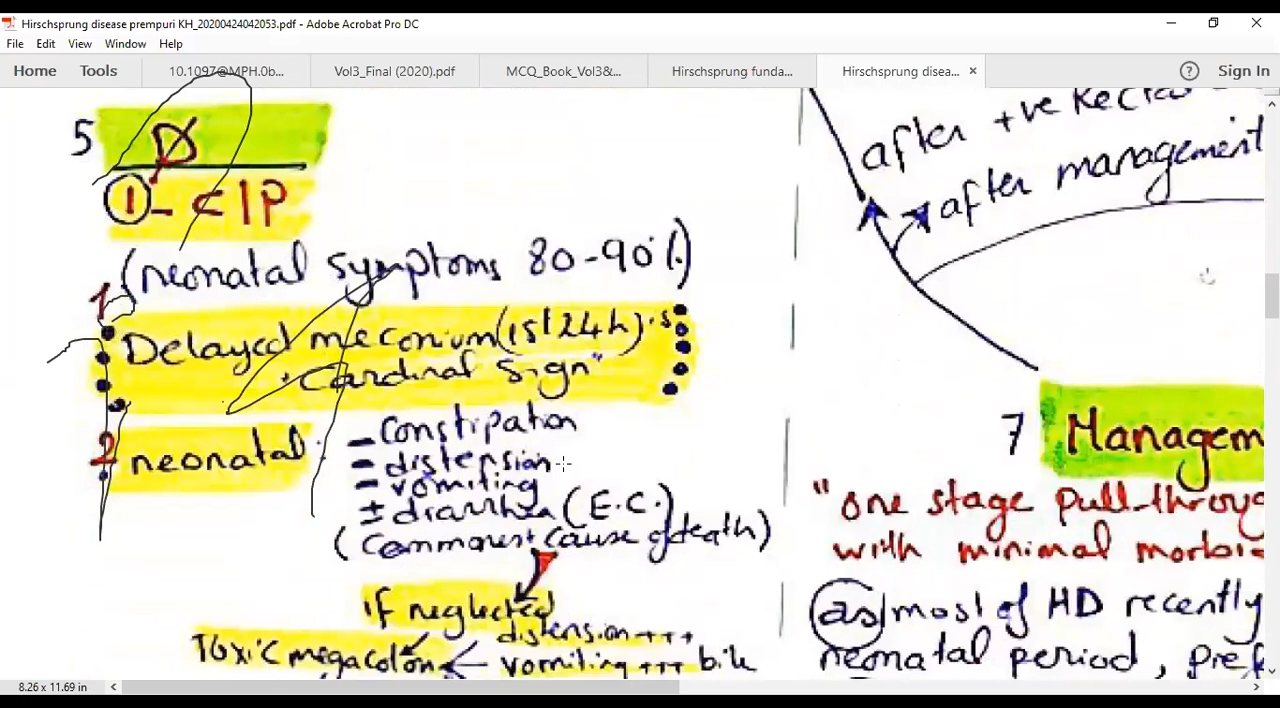 Hirschsprung disease prempuri KH_20200424042053.pdf - Adobe Acrobat Pro DC
File Edit View Window Help
Home Tools 10.1097@MPH.0b... Vol3_Final (2020).pdf MCQ_Book_Vol3&... Hirschsprung funda... Hirschsprung disea... × ? Sign In
5 D
1 - C/P
(neonatal symptoms 80-90%)
1 Delayed meconium (1st 24h)
"Cardinal sign"
2 neonatal
- Constipation
- distension
- vomiting
± diarrhea (E.C.)
(Commonest cause of death)
if neglected
distension +++
Toxic megacolon vomiting +++ bile
after +ve Rectal
after management
7 Managem
"one stage pull-throug
with minimal morbi
as most of HD recently
neonatal period, pref
8.26 x 11.69 in